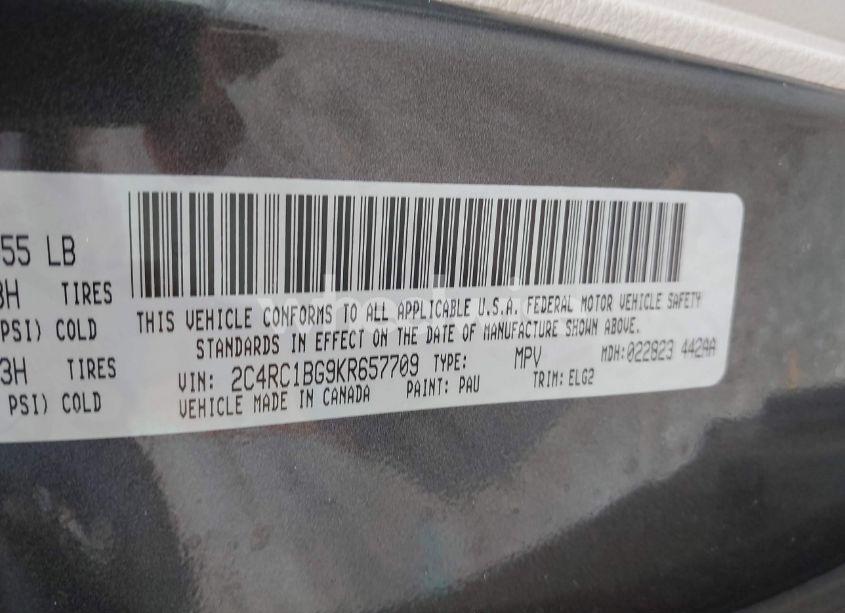 55 LB
3H TIRES
PSI) COLD
3H TIRES
PSI) COLD
THIS VEHICLE CONFORMS TO ALL APPLICABLE U.S.A. FEDERAL MOTOR VEHICLE SAFETY
STANDARDS IN EFFECT ON THE DATE OF MANUFACTURE SHOWN ABOVE.
VIN: 2C4RC1BG9KR657709 TYPE: MPV MDH:022823 442AA
VEHICLE MADE IN CANADA PAINT: PAU TRIM: ELG2